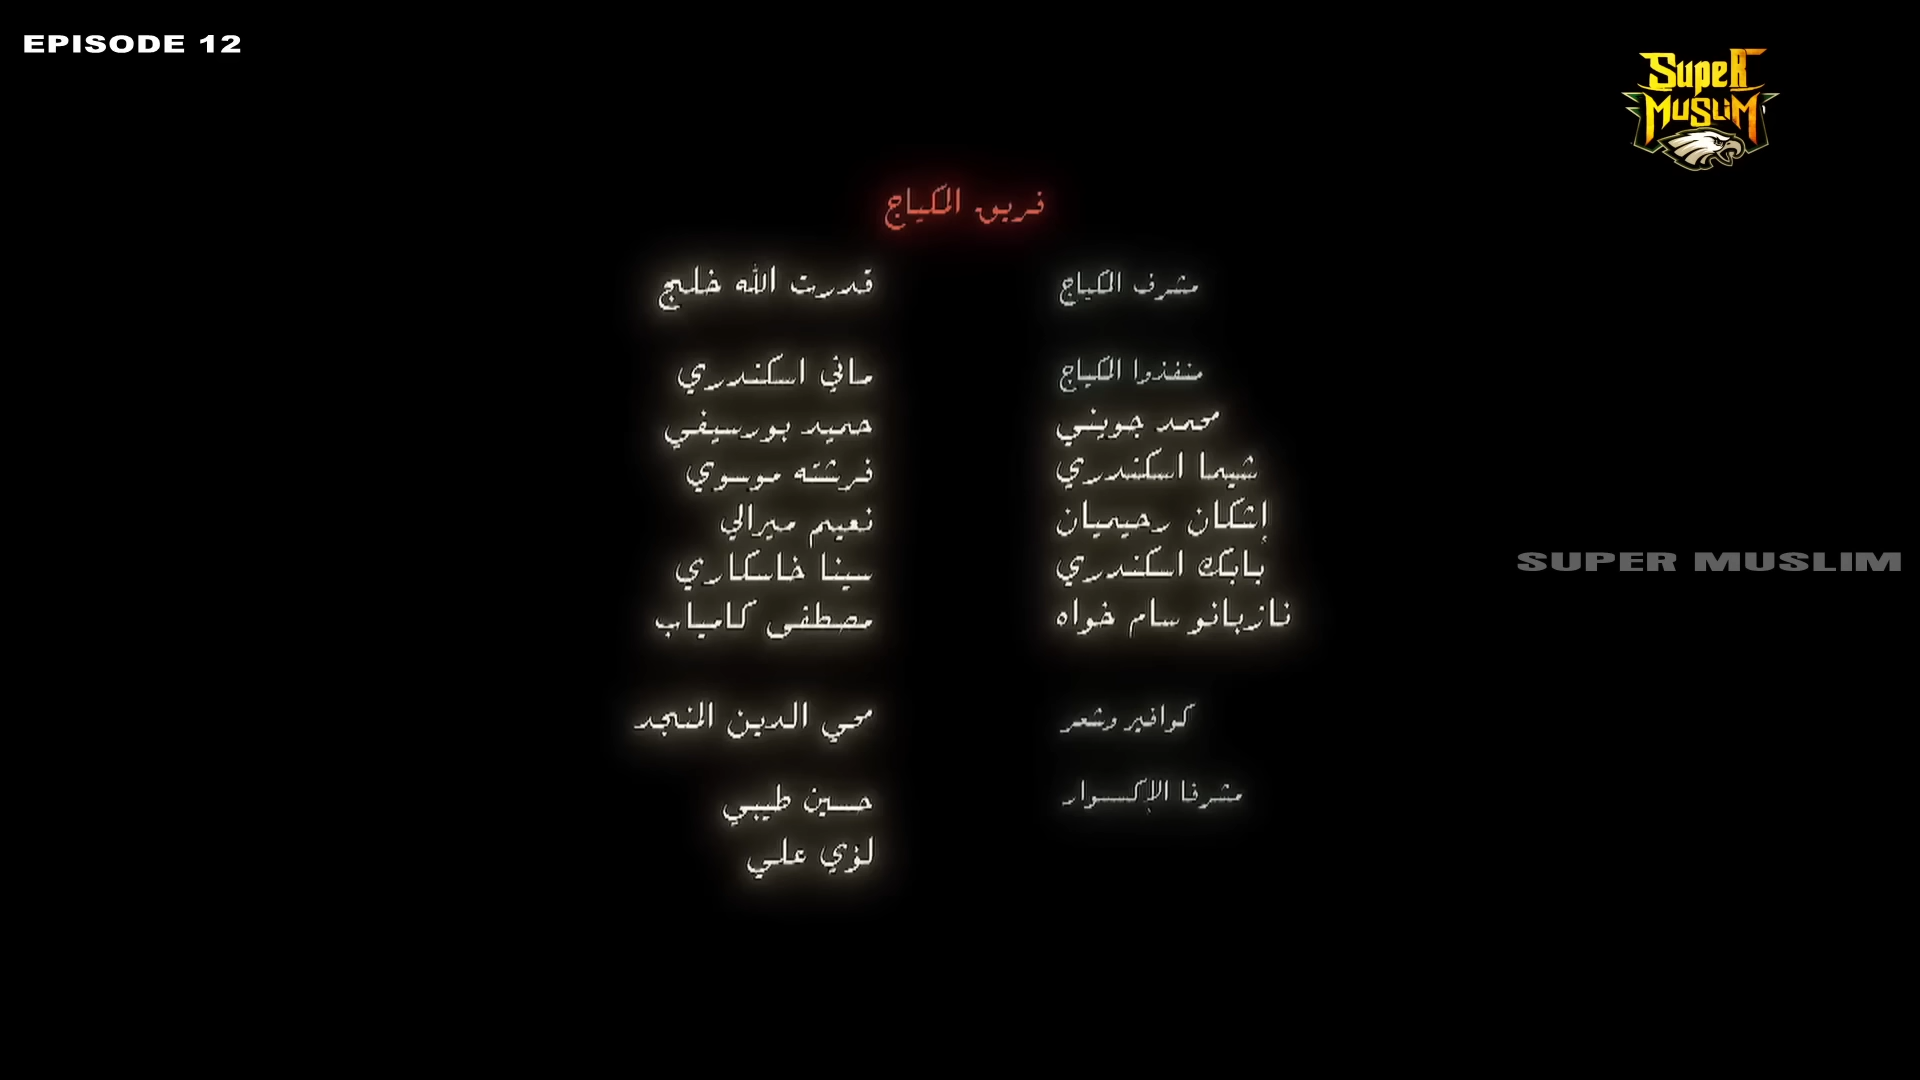 EPISODE 12
SUPER MUSLIM
فريق المكياج
مشرف المكياج قدرت الله خليج
منفذوا المكياج ماني اسكندري
محمد جويني حميد بورسيفي
شيما اسكندري فرشته موسوي
إشكان رحيميان نعيم ميرالي
بابك اسكندري سينا خاسكاري
نازبانو سام خواه مصطفى كامياب
كوافير وشعر محي الدين المنجد
مشرفا الإكسسوار حسين طيبي
لؤي علي
SUPER MUSLIM